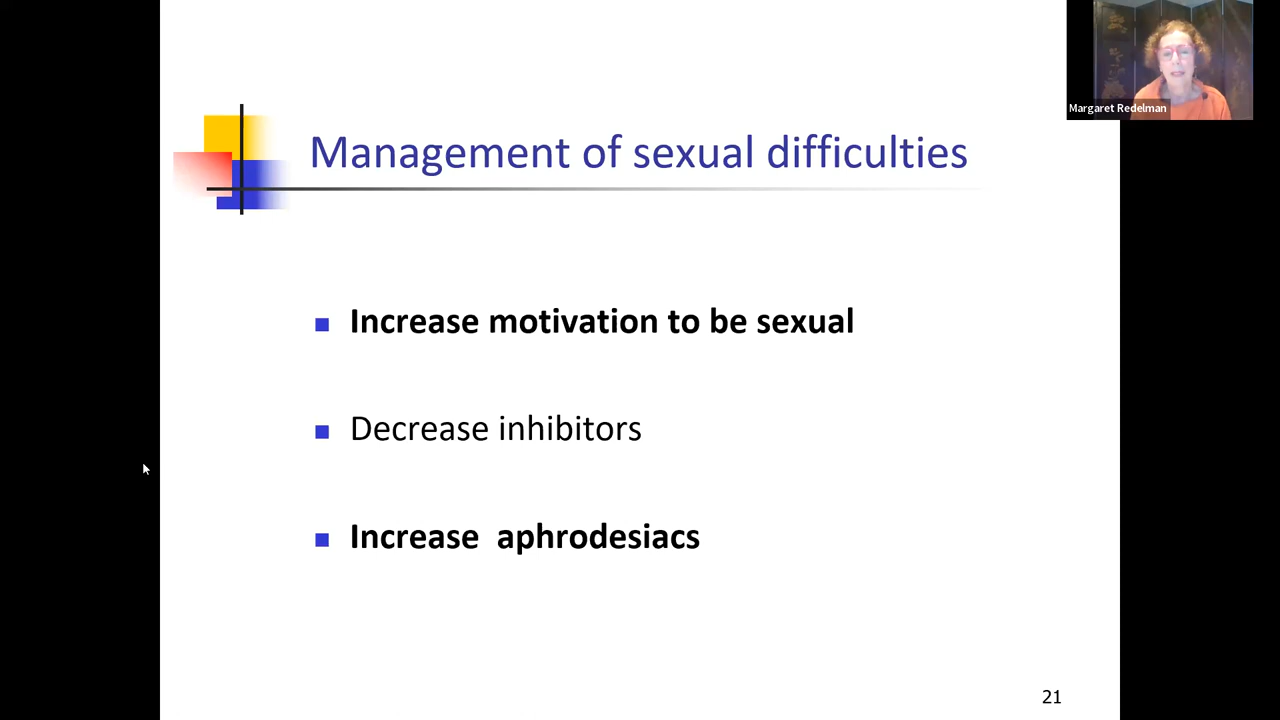 Margaret Redelman
Management of sexual difficulties
Increase motivation to be sexual
Decrease inhibitors
Increase  aphrodesiacs
21